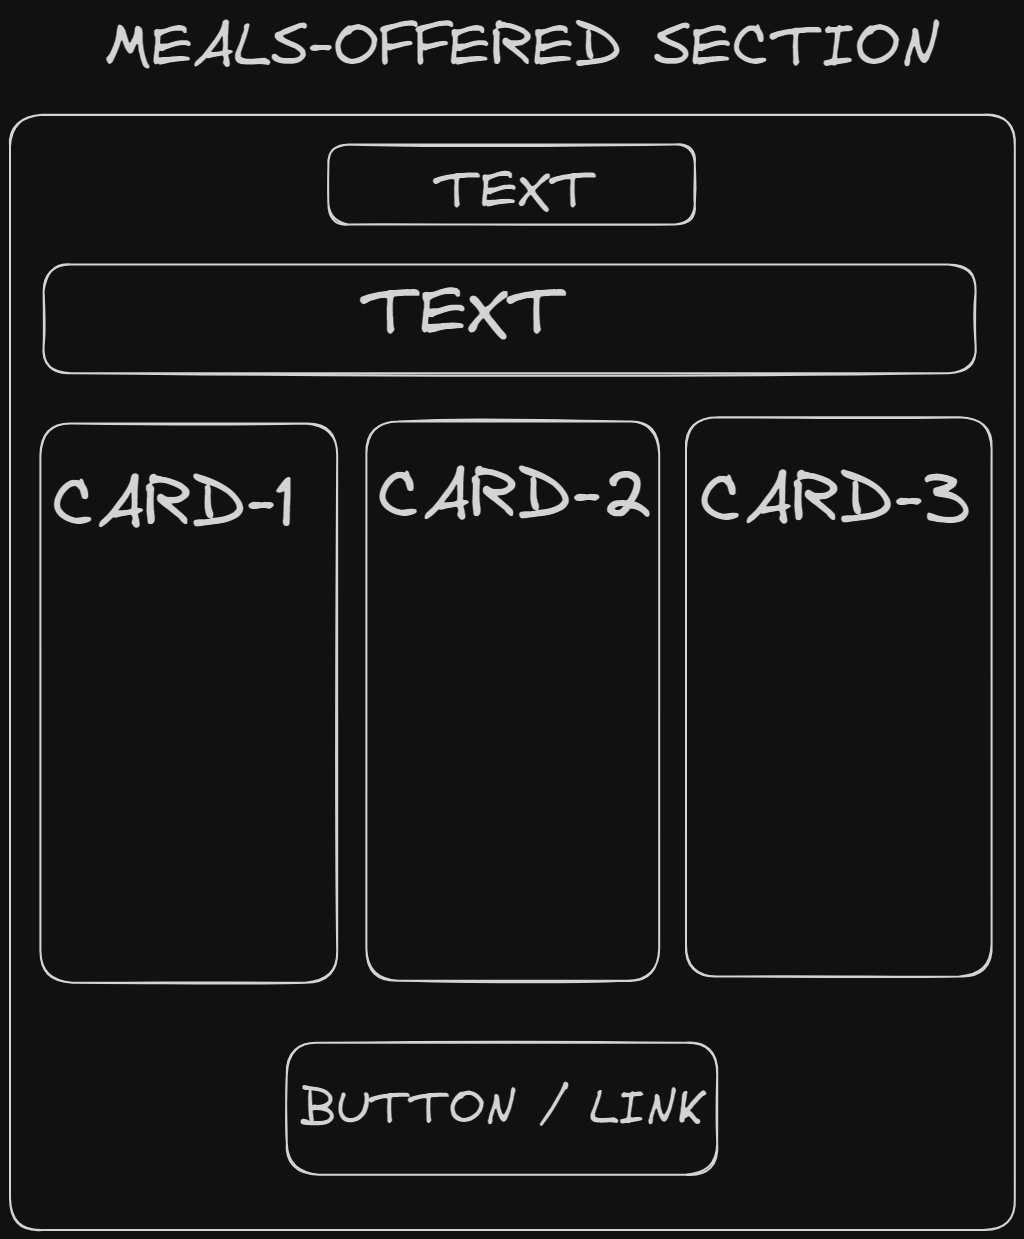 MEALS-OFFERED SECTION
TEXT
TEXT
CARD-1
CARD-2
CARD-3
BUTTON / LINK